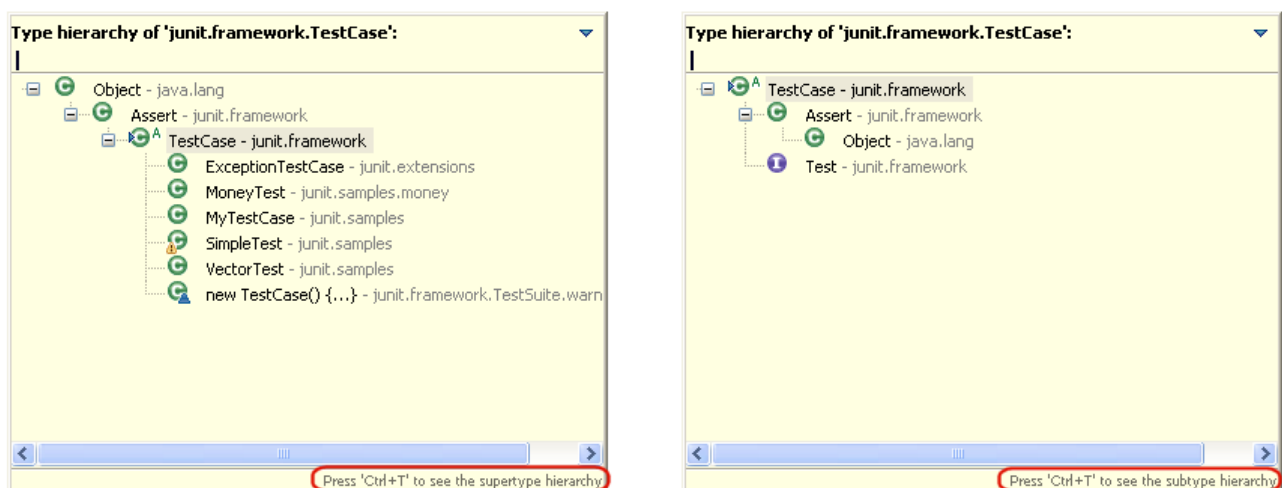 Type hierarchy of 'junit.framework.TestCase':
Object - java.lang
Assert - junit.framework
A TestCase - junit.framework
ExceptionTestCase - junit.extensions
MoneyTest - junit.samples.money
MyTestCase - junit.samples
SimpleTest - junit.samples
VectorTest - junit.samples
new TestCase() {...} - junit.framework.TestSuite.warn
Press 'Ctrl+T' to see the supertype hierarchy
Type hierarchy of 'junit.framework.TestCase':
A TestCase - junit.framework
Assert - junit.framework
Object - java.lang
Test - junit.framework
Press 'Ctrl+T' to see the subtype hierarchy